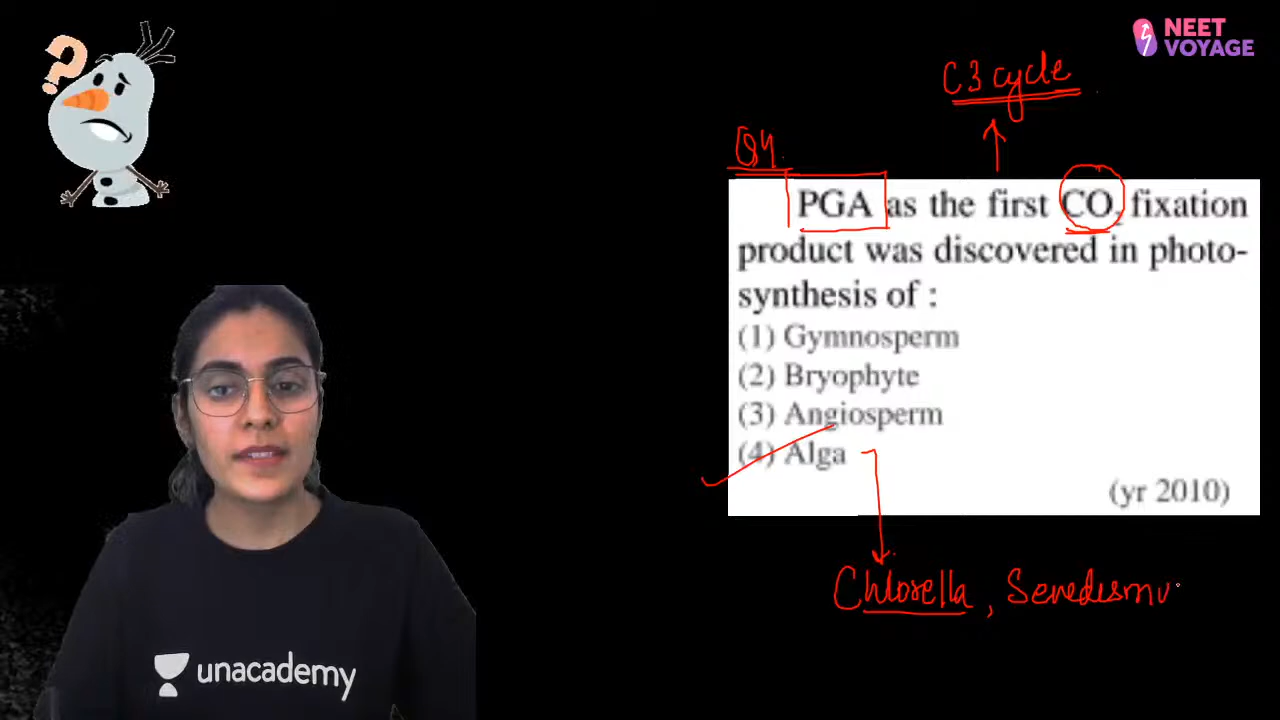 ?
NEET
VOYAGE
C3 cycle
Q4.
PGA as the first CO₂ fixation
product was discovered in photo-
synthesis of :
(1) Gymnosperm
(2) Bryophyte
(3) Angiosperm
(4) Alga
(yr 2010)
Chlorella, Senedismu
unacademy